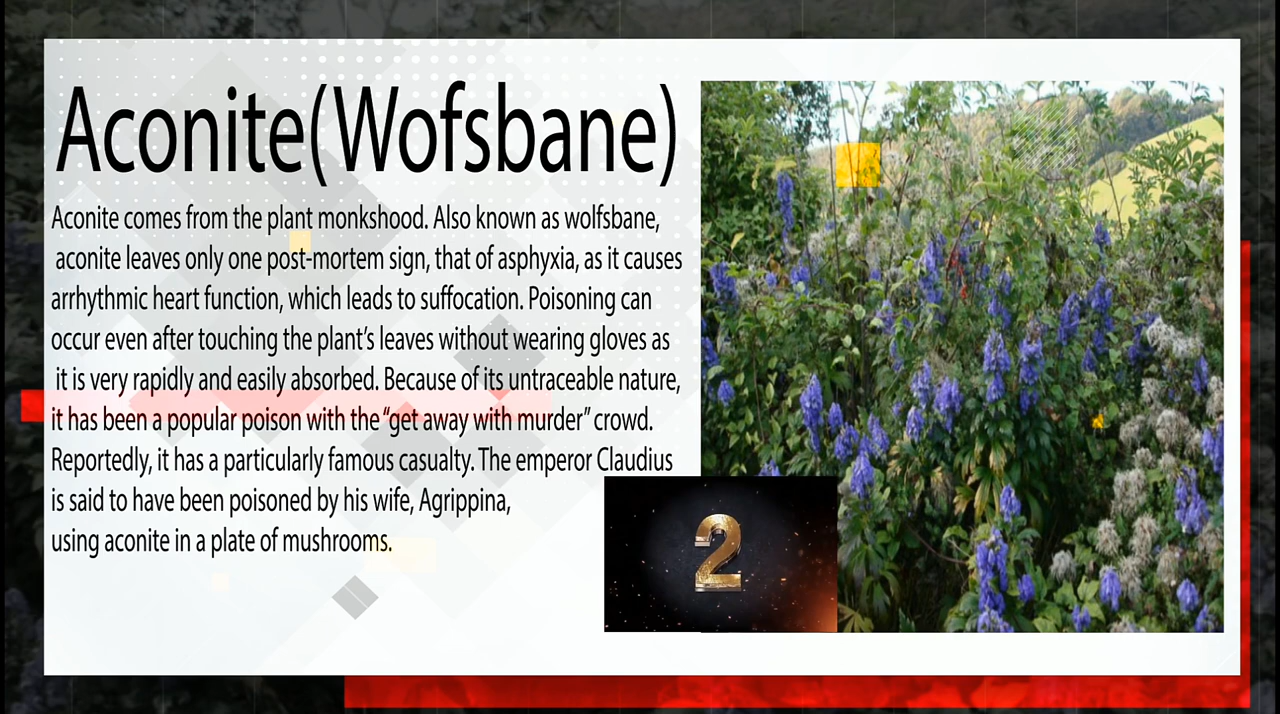 Aconite(Wofsbane)
Aconite comes from the plant monkshood. Also known as wolfsbane,
aconite leaves only one post-mortem sign, that of asphyxia, as it causes
arrhythmic heart function, which leads to suffocation. Poisoning can
occur even after touching the plant’s leaves without wearing gloves as
it is very rapidly and easily absorbed. Because of its untraceable nature,
it has been a popular poison with the “get away with murder” crowd.
Reportedly, it has a particularly famous casualty. The emperor Claudius
is said to have been poisoned by his wife, Agrippina,
using aconite in a plate of mushrooms.
2